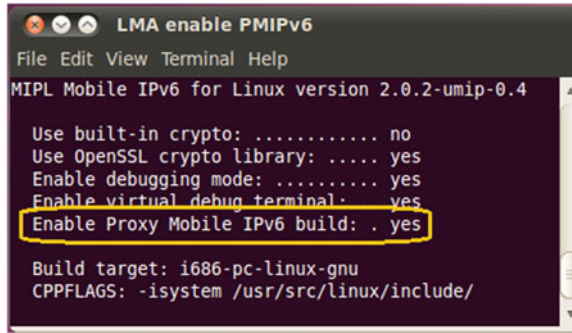 LMA enable PMIPv6
File Edit View Terminal Help
MIPL Mobile IPv6 for Linux version 2.0.2-umip-0.4
Use built-in crypto: ............ no
Use OpenSSL crypto library: ..... yes
Enable debugging mode: .......... yes
Enable virtual debug terminal: .. yes
Enable Proxy Mobile IPv6 build: . yes
Build target: i686-pc-linux-gnu
CPPFLAGS: -isystem /usr/src/linux/include/